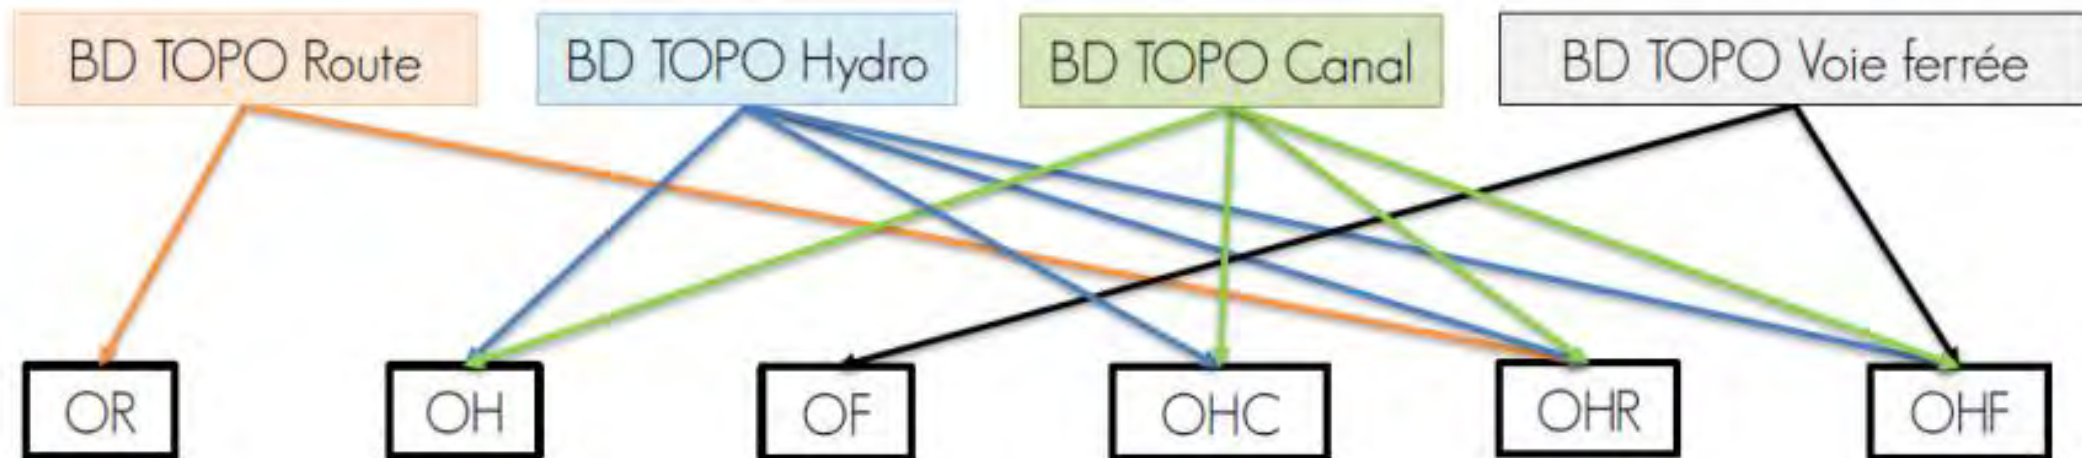 BD TOPO Route
BD TOPO Hydro
BD TOPO Canal
BD TOPO Voie ferrée
OR
OH
OF
OHC
OHR
OHF